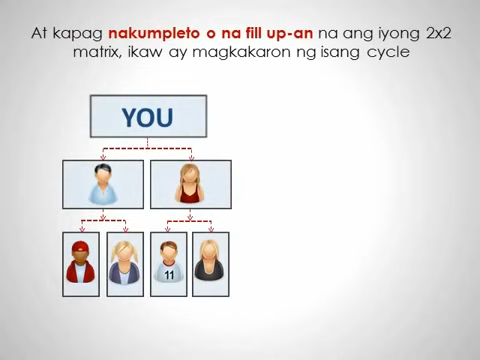 At kapag nakumpleto o na fill up-an na ang iyong 2x2
matrix, ikaw ay magkakaron ng isang cycle
YOU
11